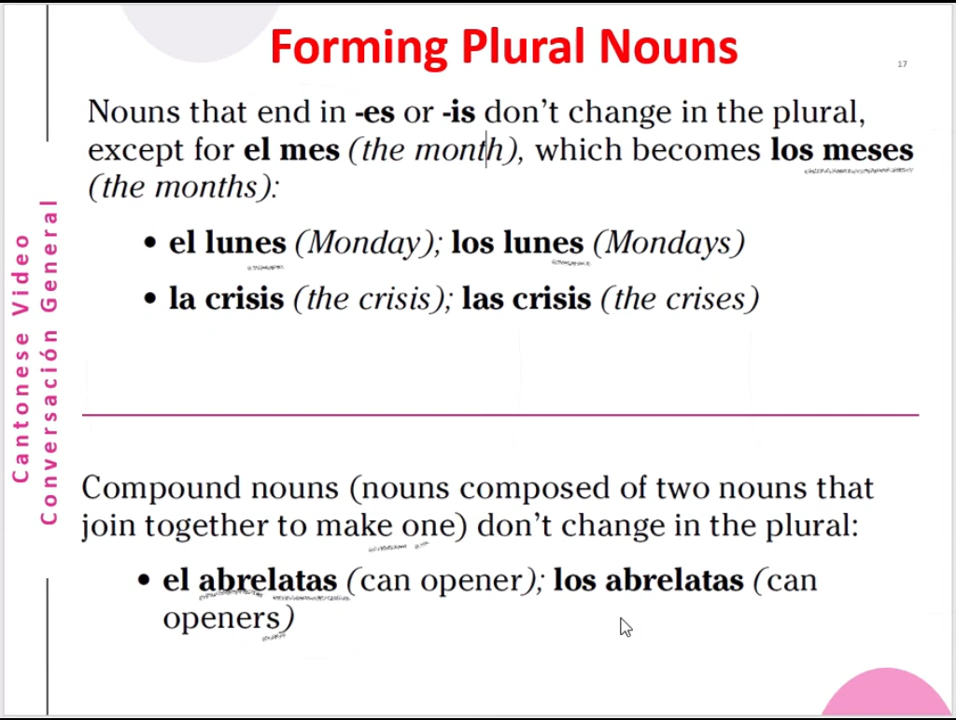 Forming Plural Nouns
17
Nouns that end in -es or -is don't change in the plural,
except for el mes (the month), which becomes los meses
(the months):
• el lunes (Monday); los lunes (Mondays)
• la crisis (the crisis); las crisis (the crises)
Compound nouns (nouns composed of two nouns that
join together to make one) don't change in the plural:
• el abrelatas (can opener); los abrelatas (can
openers)
Cantonese Video
Conversación General